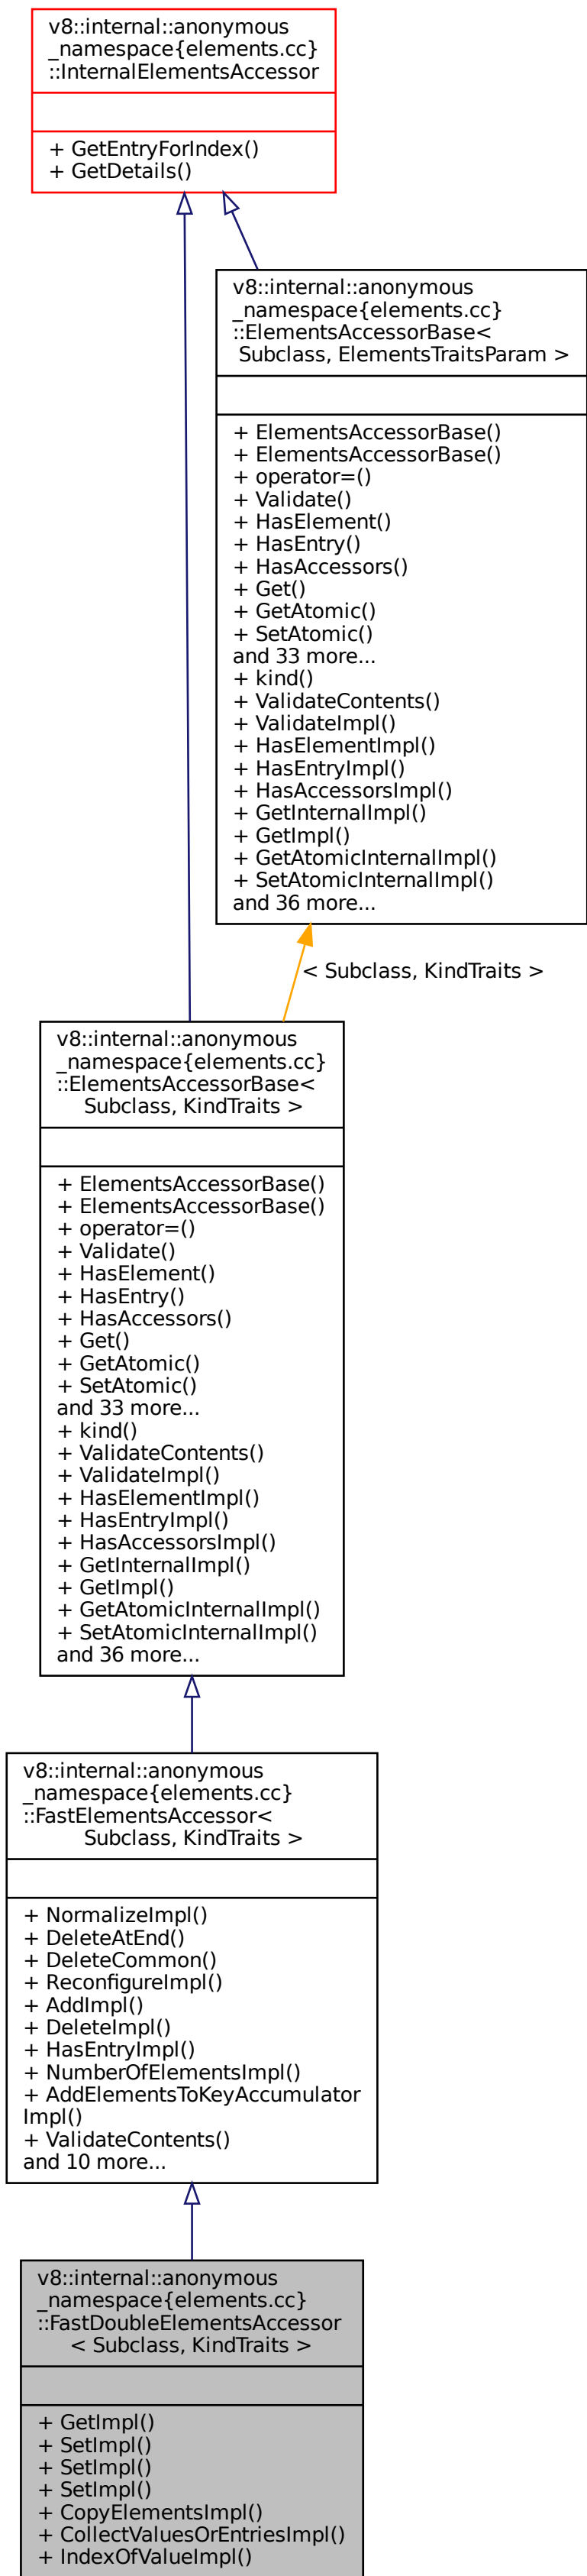 v8::internal::anonymous
_namespace{elements.cc}
::InternalElementsAccessor
+ GetEntryForIndex()
+ GetDetails()
v8::internal::anonymous
_namespace{elements.cc}
::ElementsAccessorBase<
Subclass, ElementsTraitsParam >
+ ElementsAccessorBase()
+ ElementsAccessorBase()
+ operator=()
+ Validate()
+ HasElement()
+ HasEntry()
+ HasAccessors()
+ Get()
+ GetAtomic()
+ SetAtomic()
and 33 more...
+ kind()
+ ValidateContents()
+ ValidateImpl()
+ HasElementImpl()
+ HasEntryImpl()
+ HasAccessorsImpl()
+ GetInternalImpl()
+ GetImpl()
+ GetAtomicInternalImpl()
+ SetAtomicInternalImpl()
and 36 more...
< Subclass, KindTraits >
v8::internal::anonymous
_namespace{elements.cc}
::ElementsAccessorBase<
Subclass, KindTraits >
+ ElementsAccessorBase()
+ ElementsAccessorBase()
+ operator=()
+ Validate()
+ HasElement()
+ HasEntry()
+ HasAccessors()
+ Get()
+ GetAtomic()
+ SetAtomic()
and 33 more...
+ kind()
+ ValidateContents()
+ ValidateImpl()
+ HasElementImpl()
+ HasEntryImpl()
+ HasAccessorsImpl()
+ GetInternalImpl()
+ GetImpl()
+ GetAtomicInternalImpl()
+ SetAtomicInternalImpl()
and 36 more...
v8::internal::anonymous
_namespace{elements.cc}
::FastElementsAccessor<
Subclass, KindTraits >
+ NormalizeImpl()
+ DeleteAtEnd()
+ DeleteCommon()
+ ReconfigureImpl()
+ AddImpl()
+ DeleteImpl()
+ HasEntryImpl()
+ NumberOfElementsImpl()
+ AddElementsToKeyAccumulator
Impl()
+ ValidateContents()
and 10 more...
v8::internal::anonymous
_namespace{elements.cc}
::FastDoubleElementsAccessor
< Subclass, KindTraits >
+ GetImpl()
+ SetImpl()
+ SetImpl()
+ SetImpl()
+ CopyElementsImpl()
+ CollectValuesOrEntriesImpl()
+ IndexOfValueImpl()